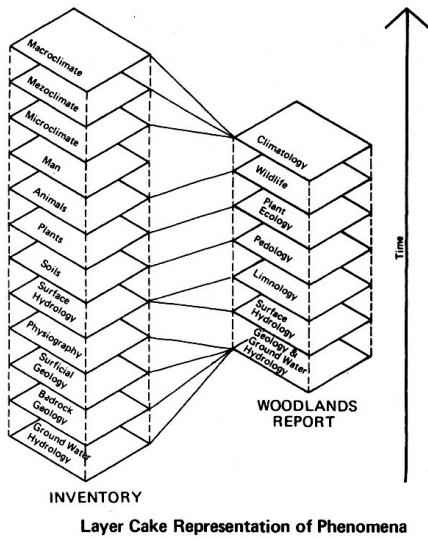 Macroclimate
Mezoclimate
Microclimate
Man
Animals
Plants
Soils
Surface
Hydrology
Physiography
Surficial
Geology
Badrock
Geology
Ground Water
Hydrology
INVENTORY
Climatology
Wildlife
Plant
Ecology
Pedology
Limnology
Surface
Hydrology
Geology &
Ground Water
Hydrology
WOODLANDS
REPORT
Time
Layer Cake Representation of Phenomena